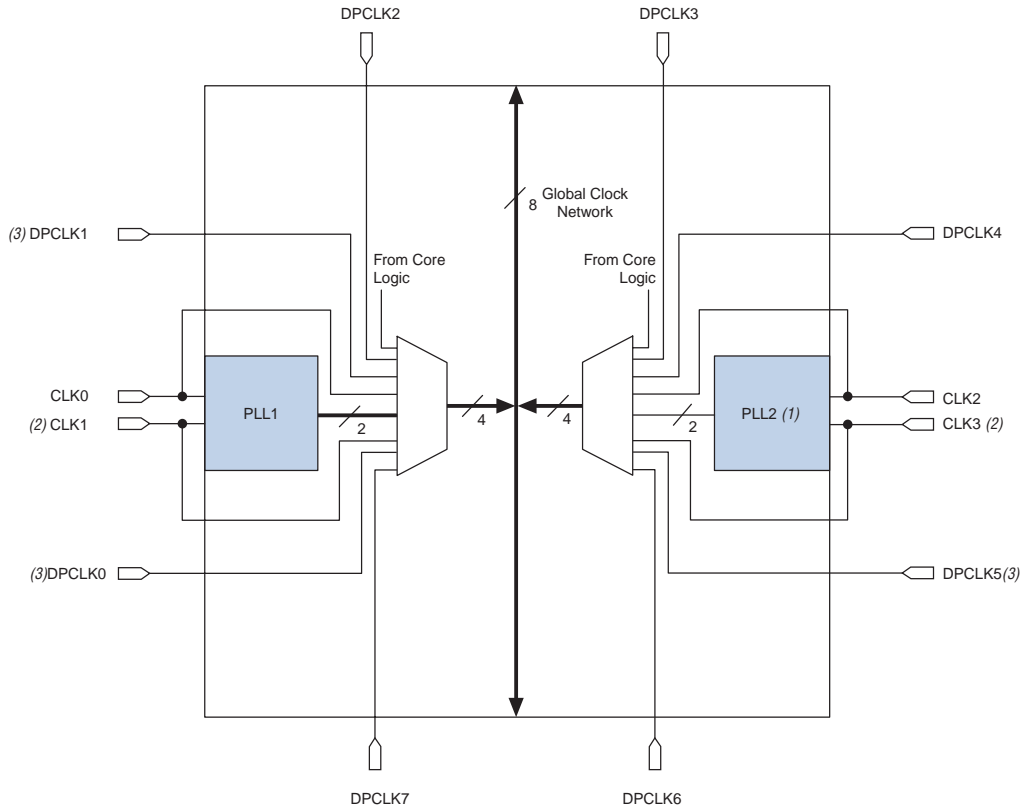 DPCLK2
DPCLK3
8
Global Clock
Network
(3) DPCLK1
DPCLK4
From Core
Logic
From Core
Logic
CLK0
(2) CLK1
PLL1
2
4
4
2
PLL2 (1)
CLK2
CLK3 (2)
(3)DPCLK0
DPCLK5(3)
DPCLK7
DPCLK6